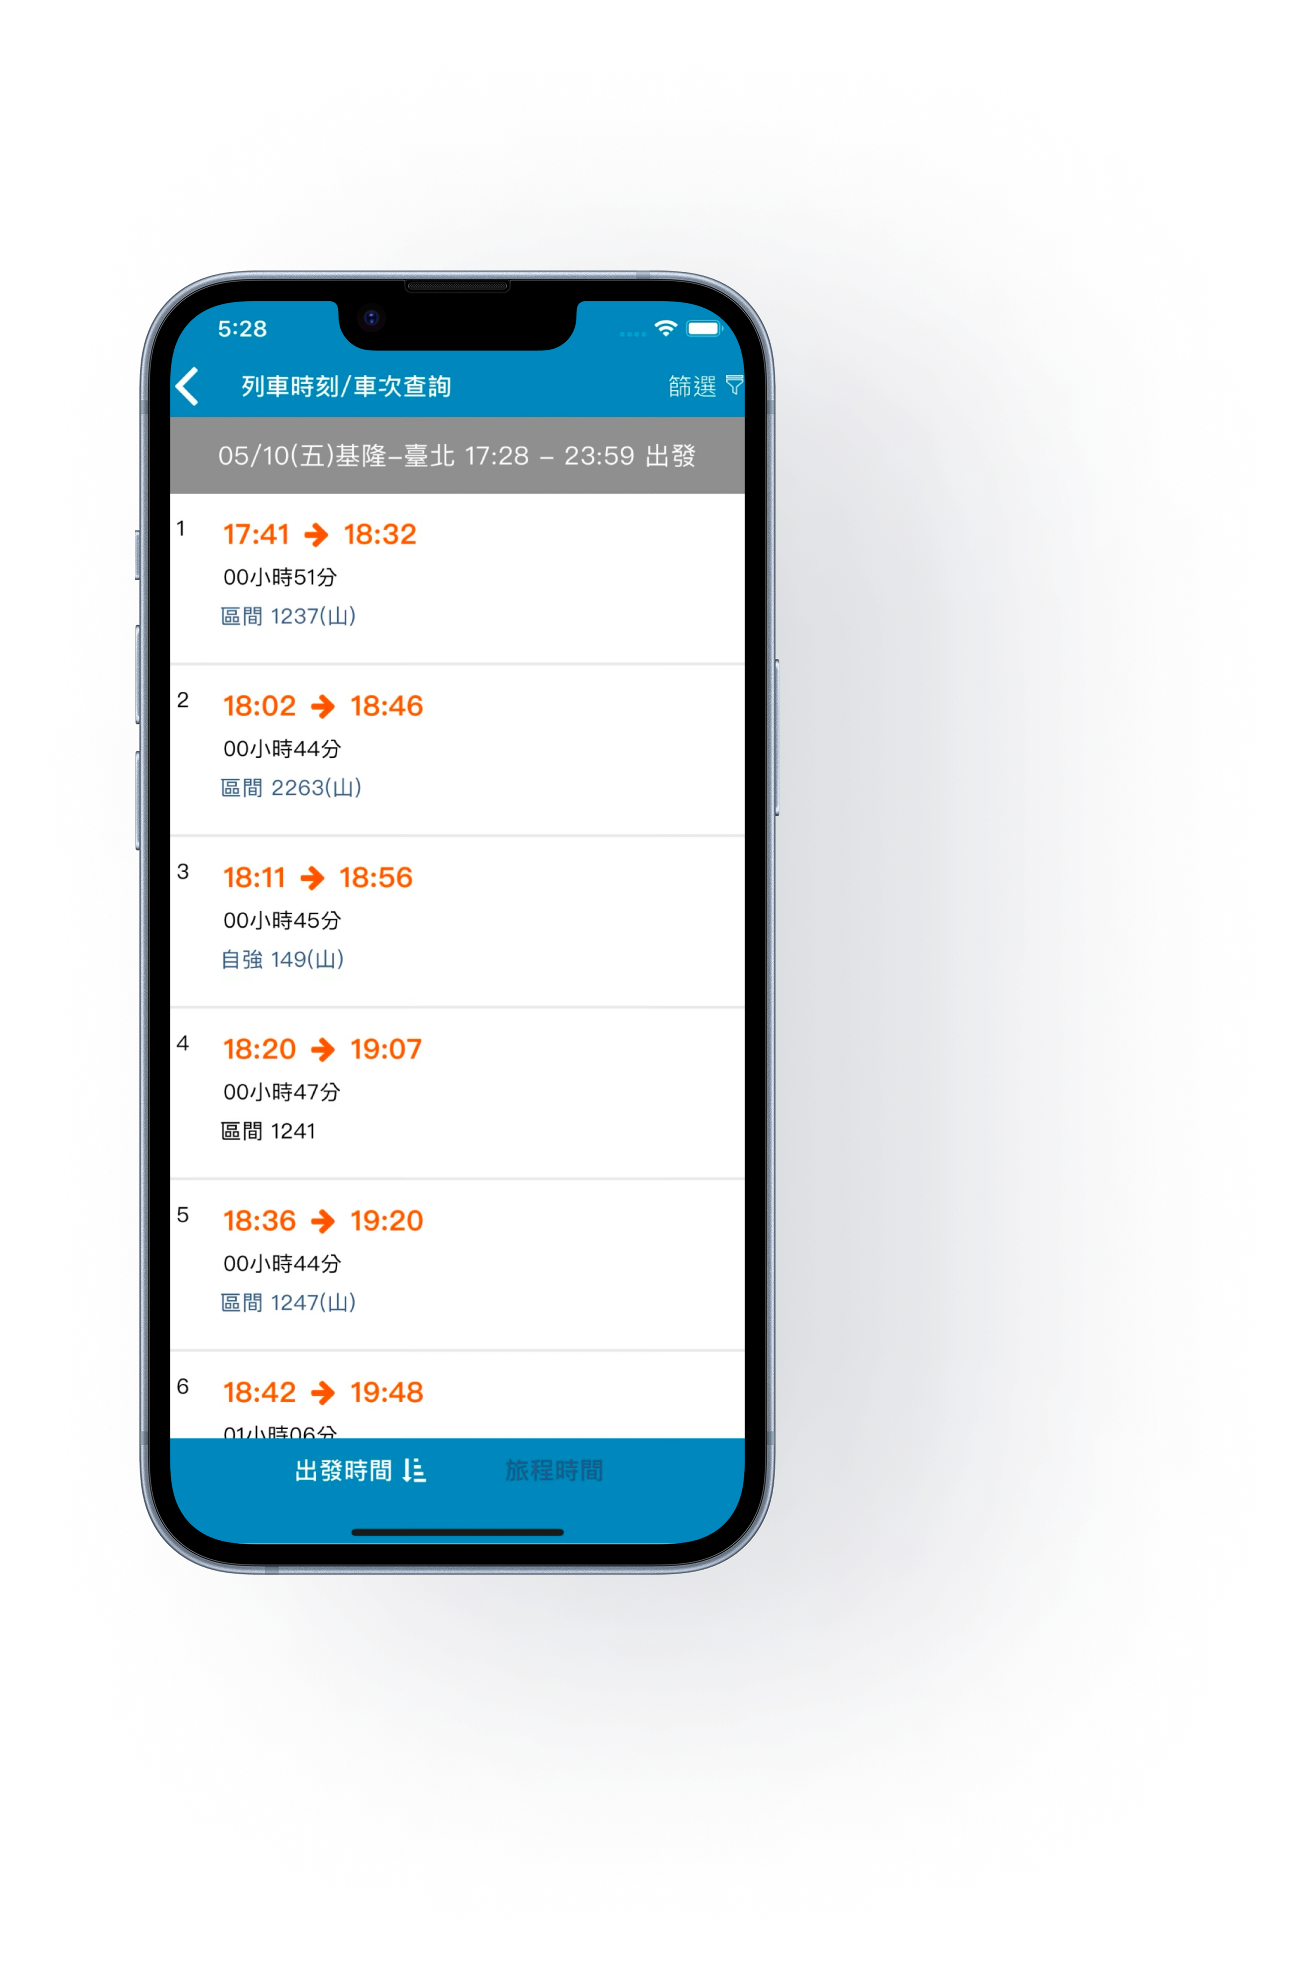 5:28
列車時刻/車次查詢 篩選
05/10(五)基隆–臺北 17:28 – 23:59 出發
1 17:41 → 18:32
00小時51分
區間 1237(山)
2 18:02 → 18:46
00小時44分
區間 2263(山)
3 18:11 → 18:56
00小時45分
自強 149(山)
4 18:20 → 19:07
00小時47分
區間 1241
5 18:36 → 19:20
00小時44分
區間 1247(山)
6 18:42 → 19:48
01小時06分
出發時間 旅程時間